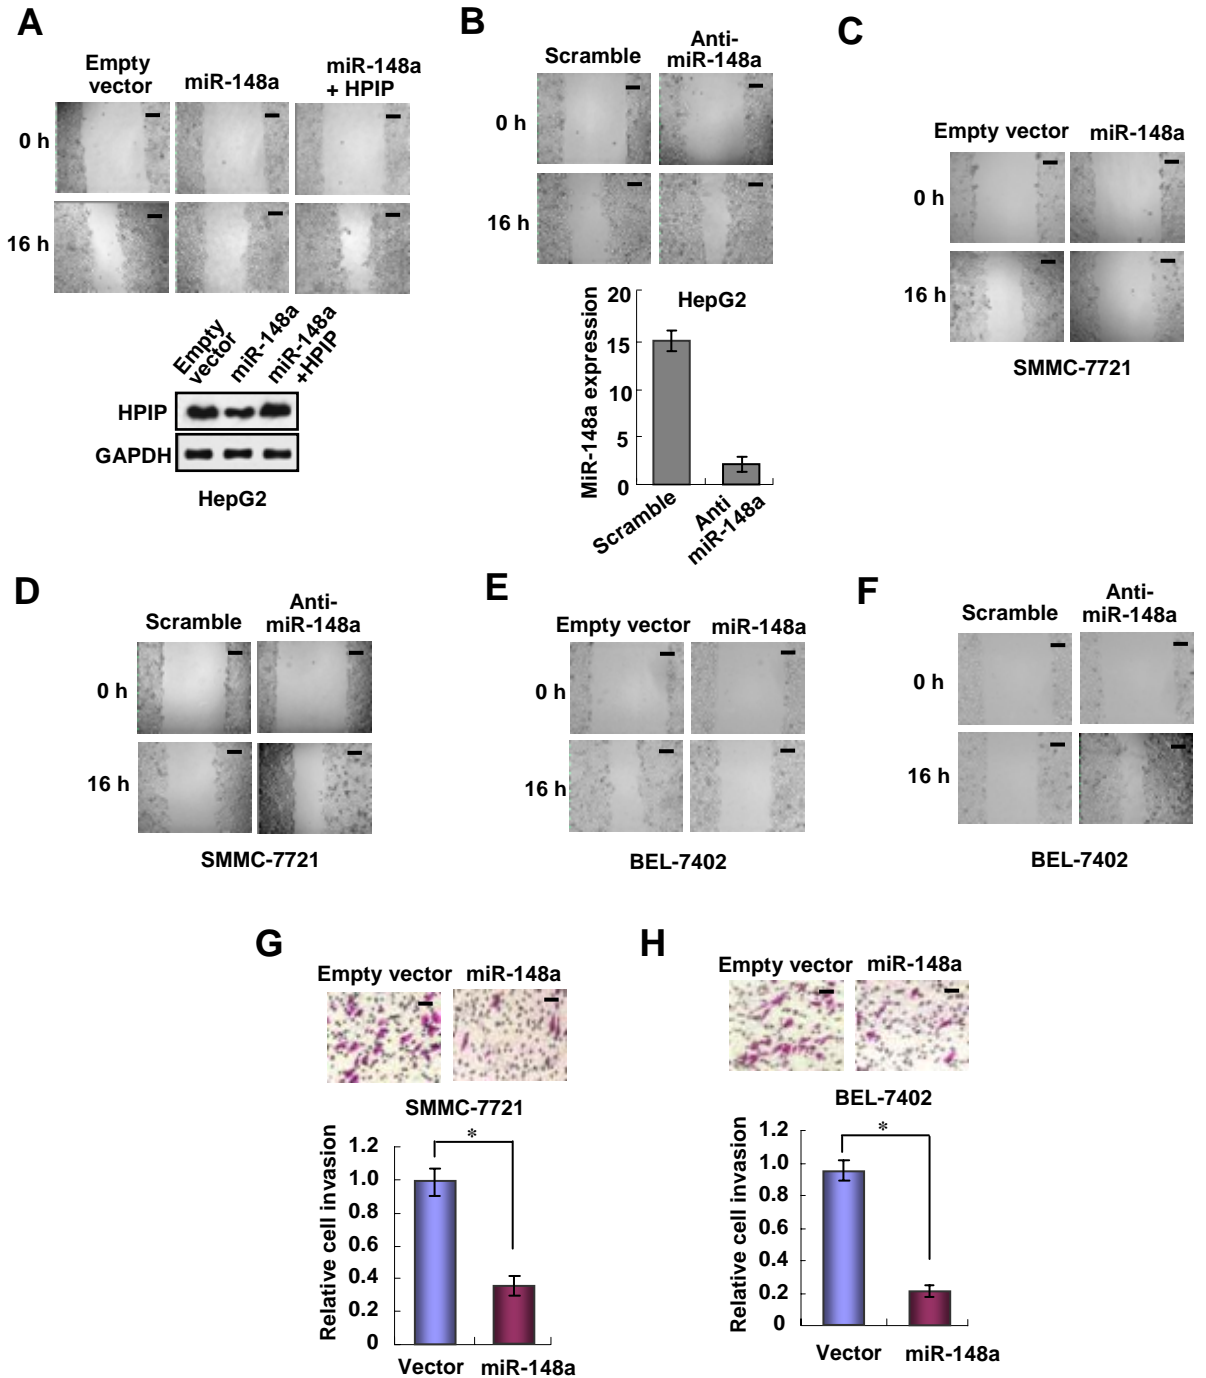 A
Empty
vector
miR-148a
miR-148a
+ HPIP
0 h
16 h
Empty
vector
miR-148a
miR-148a
+HPIP
HPIP
GAPDH
HepG2
B
Scramble
Anti-
miR-148a
0 h
16 h
HepG2
MiR-148a expression
20
15
10
5
0
Scramble
Anti
miR-148a
C
Empty vector
miR-148a
0 h
16 h
SMMC-7721
D
Scramble
Anti-
miR-148a
0 h
16 h
SMMC-7721
E
Empty vector
miR-148a
0 h
16 h
BEL-7402
F
Scramble
Anti-
miR-148a
0 h
16 h
BEL-7402
G
Empty vector
miR-148a
SMMC-7721
Relative cell invasion
1.2
1.0
0.8
0.6
0.4
0.2
0
*
Vector
miR-148a
H
Empty vector
miR-148a
BEL-7402
Relative cell invasion
1.2
1.0
0.8
0.6
0.4
0.2
0
*
Vector
miR-148a